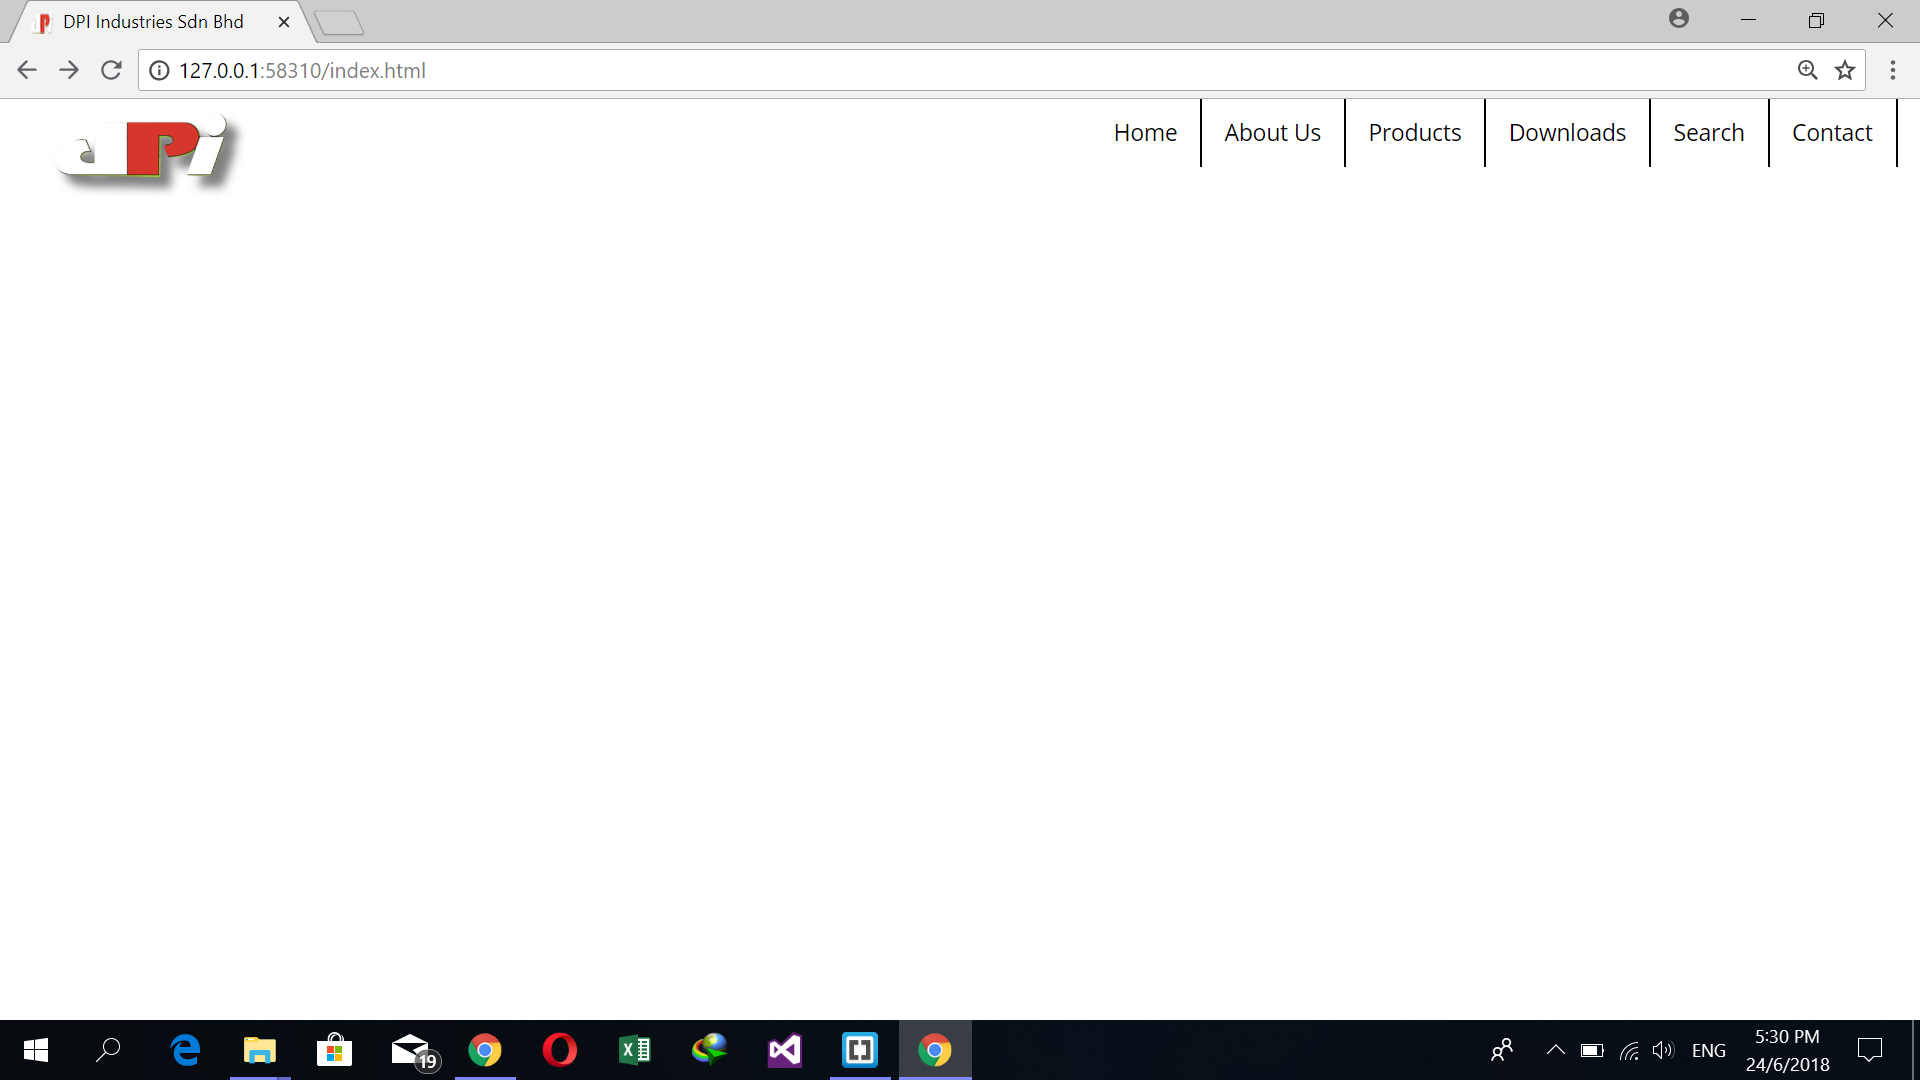 DPI Industries Sdn Bhd
127.0.0.1:58310/index.html
dPi
Home About Us Products Downloads Search Contact
19
ENG
5:30 PM
24/6/2018